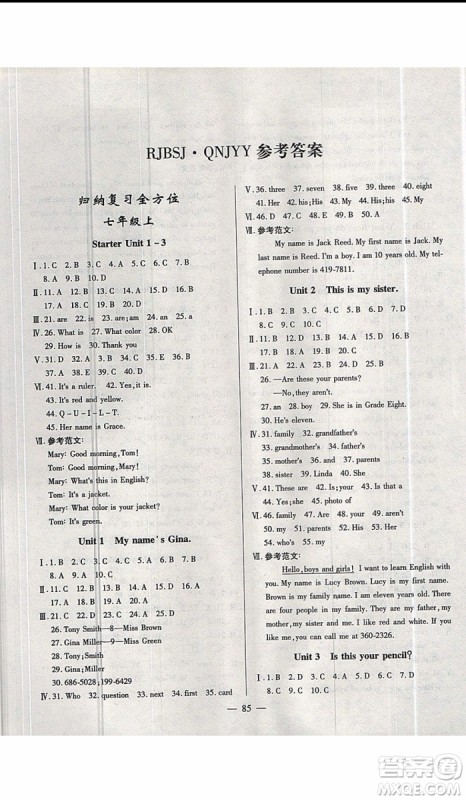 RJBSJ·QNJYY 参考答案
归纳复习全方位
七年级上
Starter Unit 1-3
Ⅰ.1. C 2. B 3. C 4. A 5. C 6. C 7. B
8. A 9. B 10. D
Ⅱ.11. A 12. B 13. B 14. D 15. B 16. D
17. A 18. C 19. B 20. D
Ⅲ.21. are 22. is 23. are;am 24. an 25. a
Ⅳ.26. What is 27. What color 28. OK
29. How is 30. Thank you
Ⅴ.31. C 32. D 33. B 34. A 35. E
Ⅵ.41. It's a ruler. 42. Yes,it is.
43. It's red and yellow.
44. Q-U-I-L-T.
45. Her name is Grace.
Ⅶ.参考范文:
Mary: Good morning,Tom!
Tom: Good morning,Mary!
Mary: What is this in English?
Tom: It's a jacket.
Mary: What color is your jacket?
Tom: It's green.
Unit 1 My name's Gina.
Ⅰ.1. D 2. B 3. A 4. C 5. C 6. D 7. B
8. A 9. C 10. C
Ⅱ.11. B 12. C 13. B 14. D 15. A 16. B
17. D 18. A 19. C 20. D
Ⅲ.21. B 22. C 23. A 24. C 25. D
26. Tony Smith—8—Miss Brown
27. Gina Miller—9—Miss Green
28. Tony;Smith
29. Gina;Miller
30. 686-5028;199-6429
Ⅳ.31. Who 32. question 33. next 34. first 35. card
Ⅴ.36. three 37. seven 38. five 39. two 40. eight
41. Her 42. his;His 43. My 44. his 45. my
Ⅵ.46. D 47. C 48. E 49. B 50. A
Ⅶ.参考范文:
My name is Jack Reed. My first name is Jack. My
last name is Reed. I'm a boy. I am 10 years old. My
telephone number is 419-7811.
Unit 2 This is my sister.
Ⅰ.1. D 2. B 3. D 4. C 5. B 6. B 7. A
8. C 9. C 10. D
Ⅱ.11. A 12. B 13. D 14. B 15. C 16. D
17. C 18. A 19. B 20. A
Ⅲ.21. A 22. B 23. A 24. D 25. B
26. —Are these your parents?
—No,they aren't.
27. an 28. boy 29. She is in Grade Eight.
30. He's eleven.
Ⅳ.31. family 32. grandfather's
33. grandmother's 34. father's
35. mother's 36. and 37. parents
38. sister 39. Linda 40. She
Ⅴ.41. These are 42. Is your 43. Who is
44. Yes;she is 45. photo of
Ⅵ.46. family 47. are 48. father's 49. Her
50. and 51. my 52. parents 53. His
54. who's
Ⅶ.参考范文:
Hello,boys and girls! I want to learn English with
you. My name is Lucy Brown. Lucy is my first name.
Brown is my family name. I am eleven years old. There
are four people in my family. They are my father, my
mother,my sister and I. I like red and white. If you
like me,you can call me at 360-2326.
Unit 3 Is this your pencil?
Ⅰ.1. D 2. B 3. C 4. C 5. D 6. B 7. D
8. C 9. C 10. C
— 85 —
答案圈
MXQE.COM